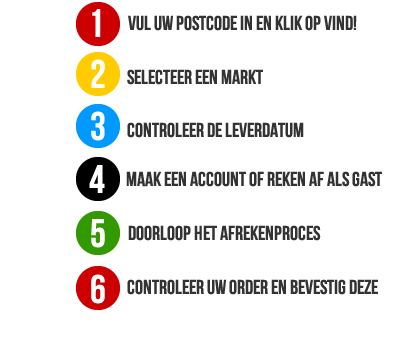 1 VUL UW POSTCODE IN EN KLIK OP VIND!
2 SELECTEER EEN MARKT
3 CONTROLEER DE LEVERDATUM
4 MAAK EEN ACCOUNT OF REKEN AF ALS GAST
5 DOORLOOP HET AFREKENPROCES
6 CONTROLEER UW ORDER EN BEVESTIG DEZE